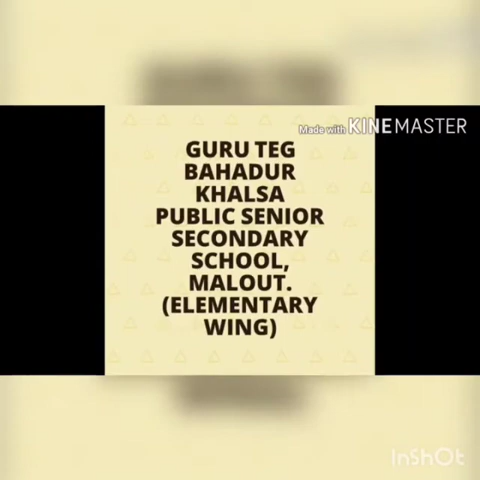 Made with KINEMASTER
GURU TEG
BAHADUR
KHALSA
PUBLIC SENIOR
SECONDARY
SCHOOL,
MALOUT.
(ELEMENTARY
WING)
InShOt